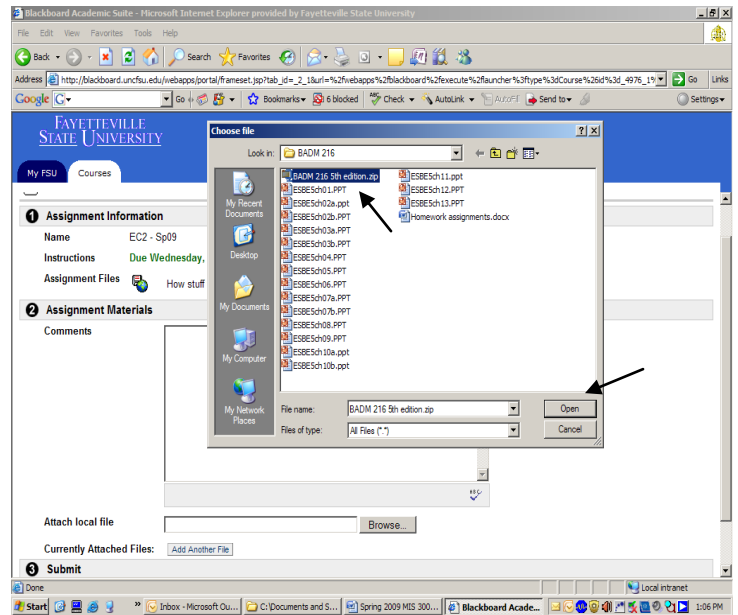 Blackboard Academic Suite - Microsoft Internet Explorer provided by Fayetteville State University
File Edit View Favorites Tools Help
Back Search Favorites
Address http://blackboard.uncfsu.edu/webapps/portal/frameset.jsp?tab_id=_2_1&url=%2fwebapps%2fblackboard%2fexecute%2flauncher%3ftype%3dCourse%26id%3d_4976_1% Go Links
Google G Go Bookmarks 6 blocked Check AutoLink AutoFill Send to Settings
FAYETTEVILLE
STATE UNIVERSITY
My FSU Courses
Choose file
Look in: BADM 216
My Recent Documents
Desktop
My Documents
My Computer
My Network Places
BADM 216 5th edition.zip
ESBE5ch01.PPT
ESBE5ch02a.ppt
ESBE5ch02b.PPT
ESBE5ch03a.PPT
ESBE5ch03b.PPT
ESBE5ch04.PPT
ESBE5ch05.PPT
ESBE5ch06.PPT
ESBE5ch07a.PPT
ESBE5ch07b.PPT
ESBE5ch08.PPT
ESBE5ch09.PPT
ESBE5ch10a.ppt
ESBE5ch10b.ppt
ESBE5ch11.ppt
ESBE5ch12.PPT
ESBE5ch13.PPT
Homework assignments.docx
File name: BADM 216 5th edition.zip Open
Files of type: All Files (*.*) Cancel
1 Assignment Information
Name EC2 - Sp09
Instructions Due Wednesday,
Assignment Files How stuff
2 Assignment Materials
Comments
ABC
Attach local file Browse...
Currently Attached Files: Add Another File
3 Submit
Done Local intranet
Start » Inbox - Microsoft Ou... C:\Documents and S... Spring 2009 MIS 300... Blackboard Acade... 1:06 PM